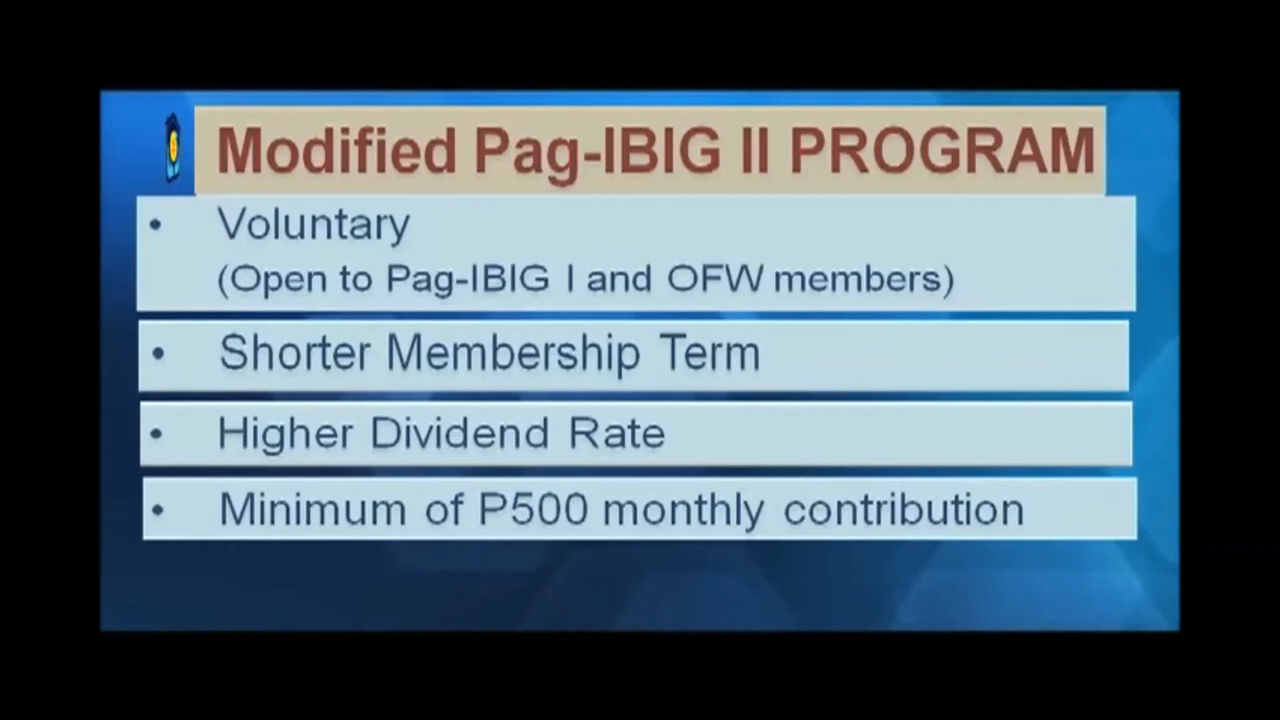 Modified Pag-IBIG II PROGRAM
• Voluntary
(Open to Pag-IBIG I and OFW members)
• Shorter Membership Term
• Higher Dividend Rate
• Minimum of P500 monthly contribution